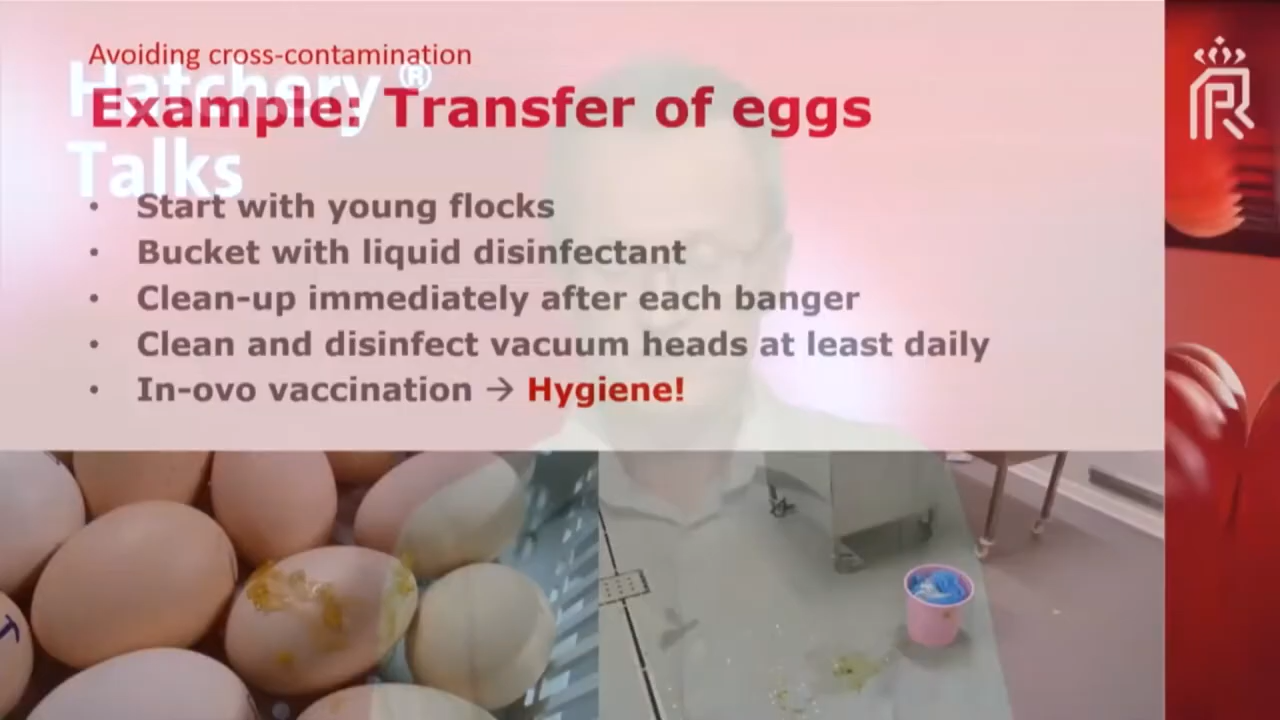 Avoiding cross-contamination
Hatchery®
Example: Transfer of eggs
Talks
• Start with young flocks
• Bucket with liquid disinfectant
• Clean-up immediately after each banger
• Clean and disinfect vacuum heads at least daily
• In-ovo vaccination → Hygiene!